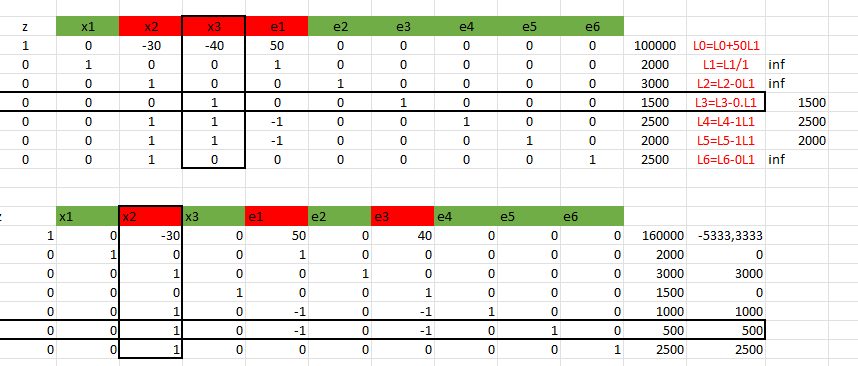 z x1 x2 x3 e1 e2 e3 e4 e5 e6
1 0 -30 -40 50 0 0 0 0 0 100000 L0=L0+50L1
0 1 0 0 1 0 0 0 0 0 2000 L1=L1/1 inf
0 0 1 0 0 1 0 0 0 0 3000 L2=L2-0L1 inf
0 0 0 1 0 0 1 0 0 0 1500 L3=L3-0.L1 1500
0 0 1 1 -1 0 0 1 0 0 2500 L4=L4-1L1 2500
0 0 1 1 -1 0 0 0 1 0 2000 L5=L5-1L1 2000
0 0 1 0 0 0 0 0 0 1 2500 L6=L6-0L1 inf
x1 x2 x3 e1 e2 e3 e4 e5 e6
1 0 -30 0 50 0 40 0 0 0 160000 -5333,3333
0 1 0 0 1 0 0 0 0 0 2000 0
0 0 1 0 0 1 0 0 0 0 3000 3000
0 0 0 1 0 0 1 0 0 0 1500 0
0 0 1 0 -1 0 -1 1 0 0 1000 1000
0 0 1 0 -1 0 -1 0 1 0 500 500
0 0 1 0 0 0 0 0 0 1 2500 2500